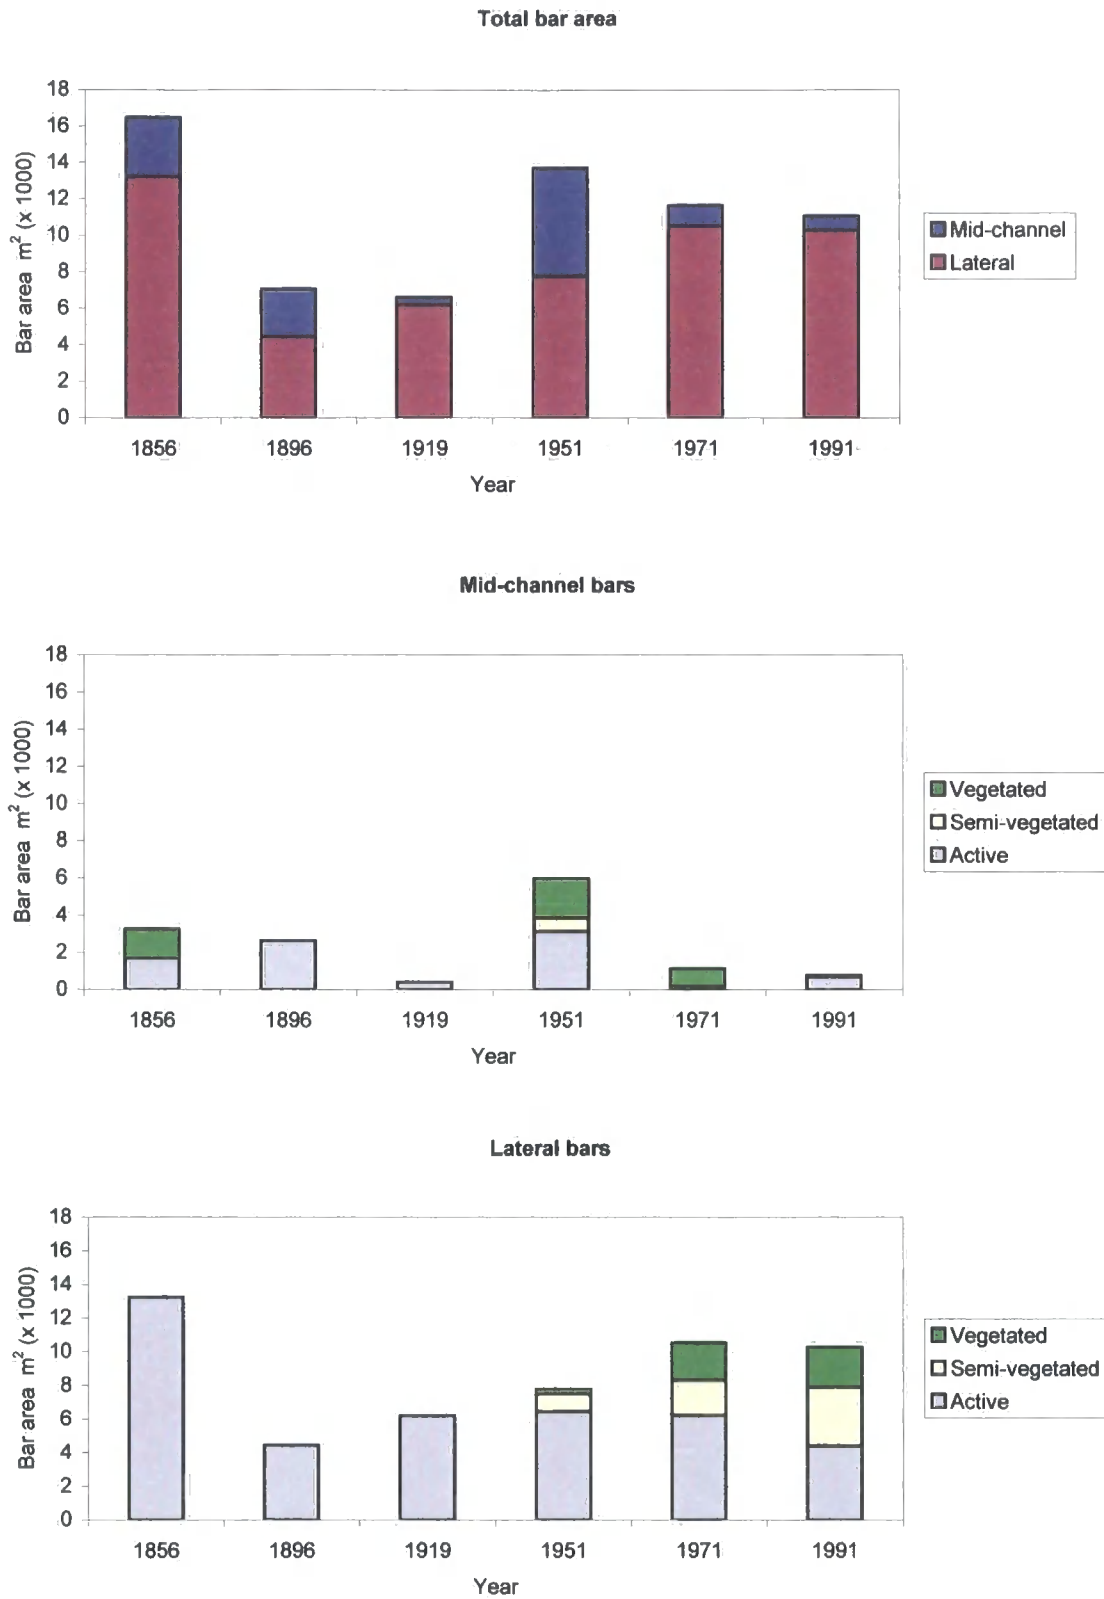 Total bar area
18
16
14
12
10
8
6
4
2
0
Bar area m² (x 1000)
1856
1896
1919
1951
1971
1991
Year
Mid-channel
Lateral
Mid-channel bars
18
16
14
12
10
8
6
4
2
0
Bar area m² (x 1000)
1856
1896
1919
1951
1971
1991
Year
Vegetated
Semi-vegetated
Active
Lateral bars
18
16
14
12
10
8
6
4
2
0
Bar area m² (x 1000)
1856
1896
1919
1951
1971
1991
Year
Vegetated
Semi-vegetated
Active